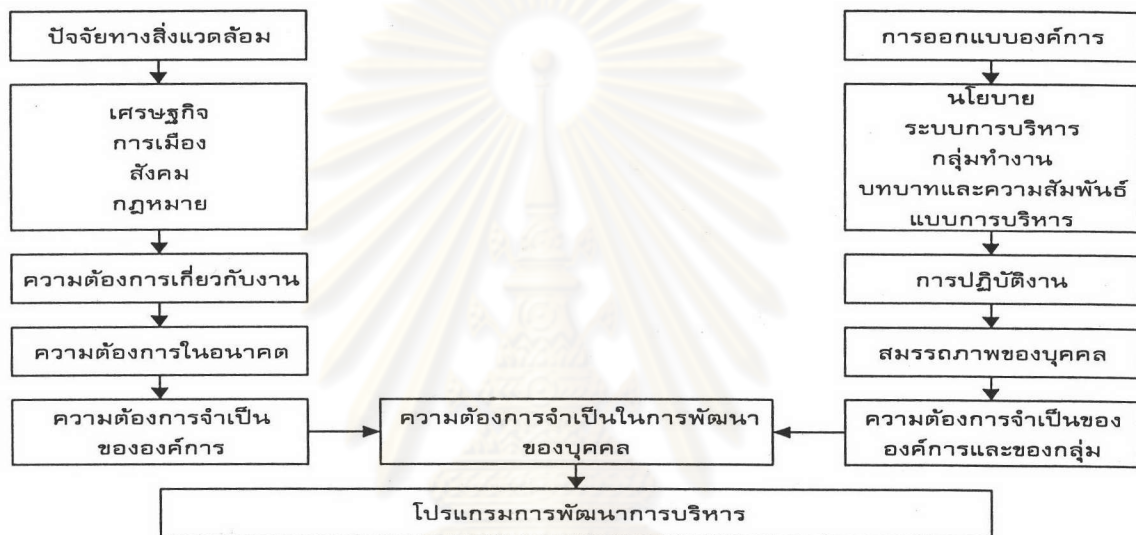 ปัจจัยทางสิ่งแวดล้อม
เศรษฐกิจ
การเมือง
สังคม
กฎหมาย
ความต้องการเกี่ยวกับงาน
ความต้องการในอนาคต
ความต้องการจำเป็น
ขององค์การ
การออกแบบองค์การ
นโยบาย
ระบบการบริหาร
กลุ่มทำงาน
บทบาทและความสัมพันธ์
แบบการบริหาร
การปฏิบัติงาน
สมรรถภาพของบุคคล
ความต้องการจำเป็นของ
องค์การและของกลุ่ม
ความต้องการจำเป็นในการพัฒนา
ของบุคคล
โปรแกรมการพัฒนาการบริหาร